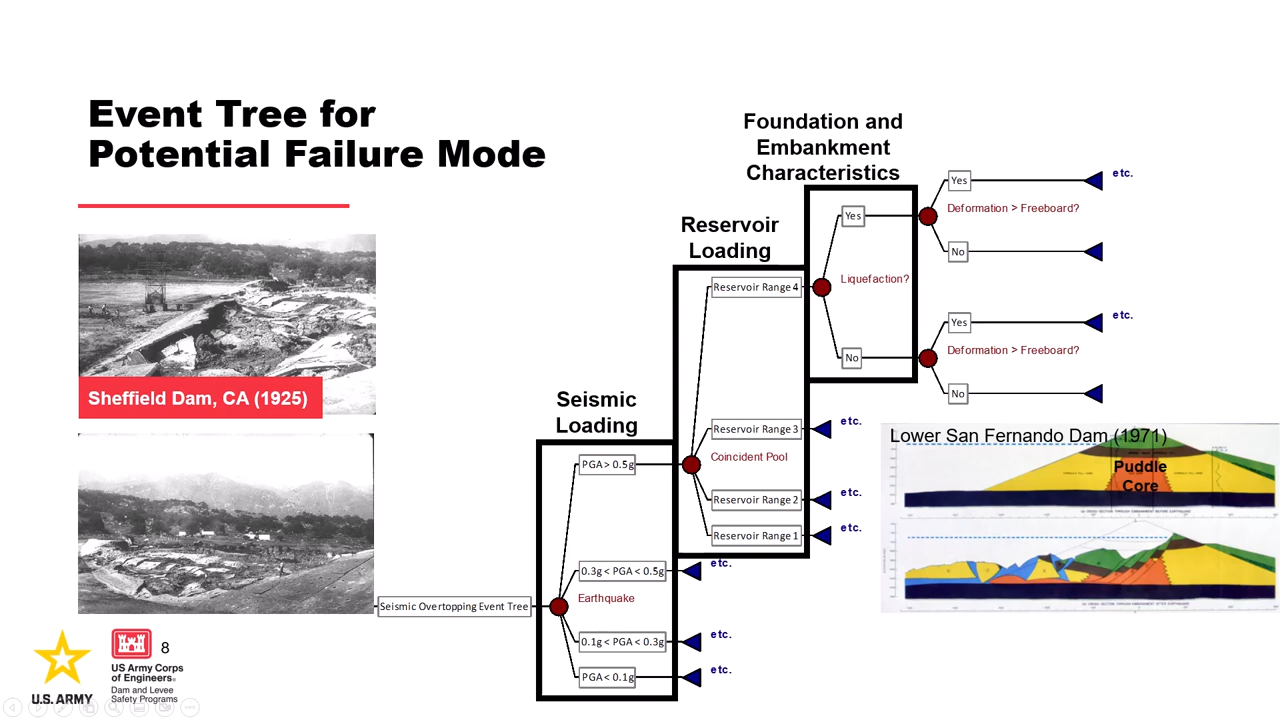 Event Tree for
Potential Failure Mode
Sheffield Dam, CA (1925)
Seismic Overtopping Event Tree
Seismic
Loading
PGA > 0.5g
0.3g < PGA < 0.5g
Earthquake
0.1g < PGA < 0.3g
PGA < 0.1g
etc.
etc.
etc.
Reservoir
Loading
Reservoir Range 4
Reservoir Range 3
Coincident Pool
Reservoir Range 2
Reservoir Range 1
etc.
etc.
etc.
Foundation and
Embankment
Characteristics
Yes
Liquefaction?
No
Yes
Deformation > Freeboard?
No
Yes
Deformation > Freeboard?
No
etc.
etc.
Lower San Fernando Dam (1971)
Puddle
Core
8
U.S. ARMY
US Army Corps
of Engineers®
Dam and Levee
Safety Programs